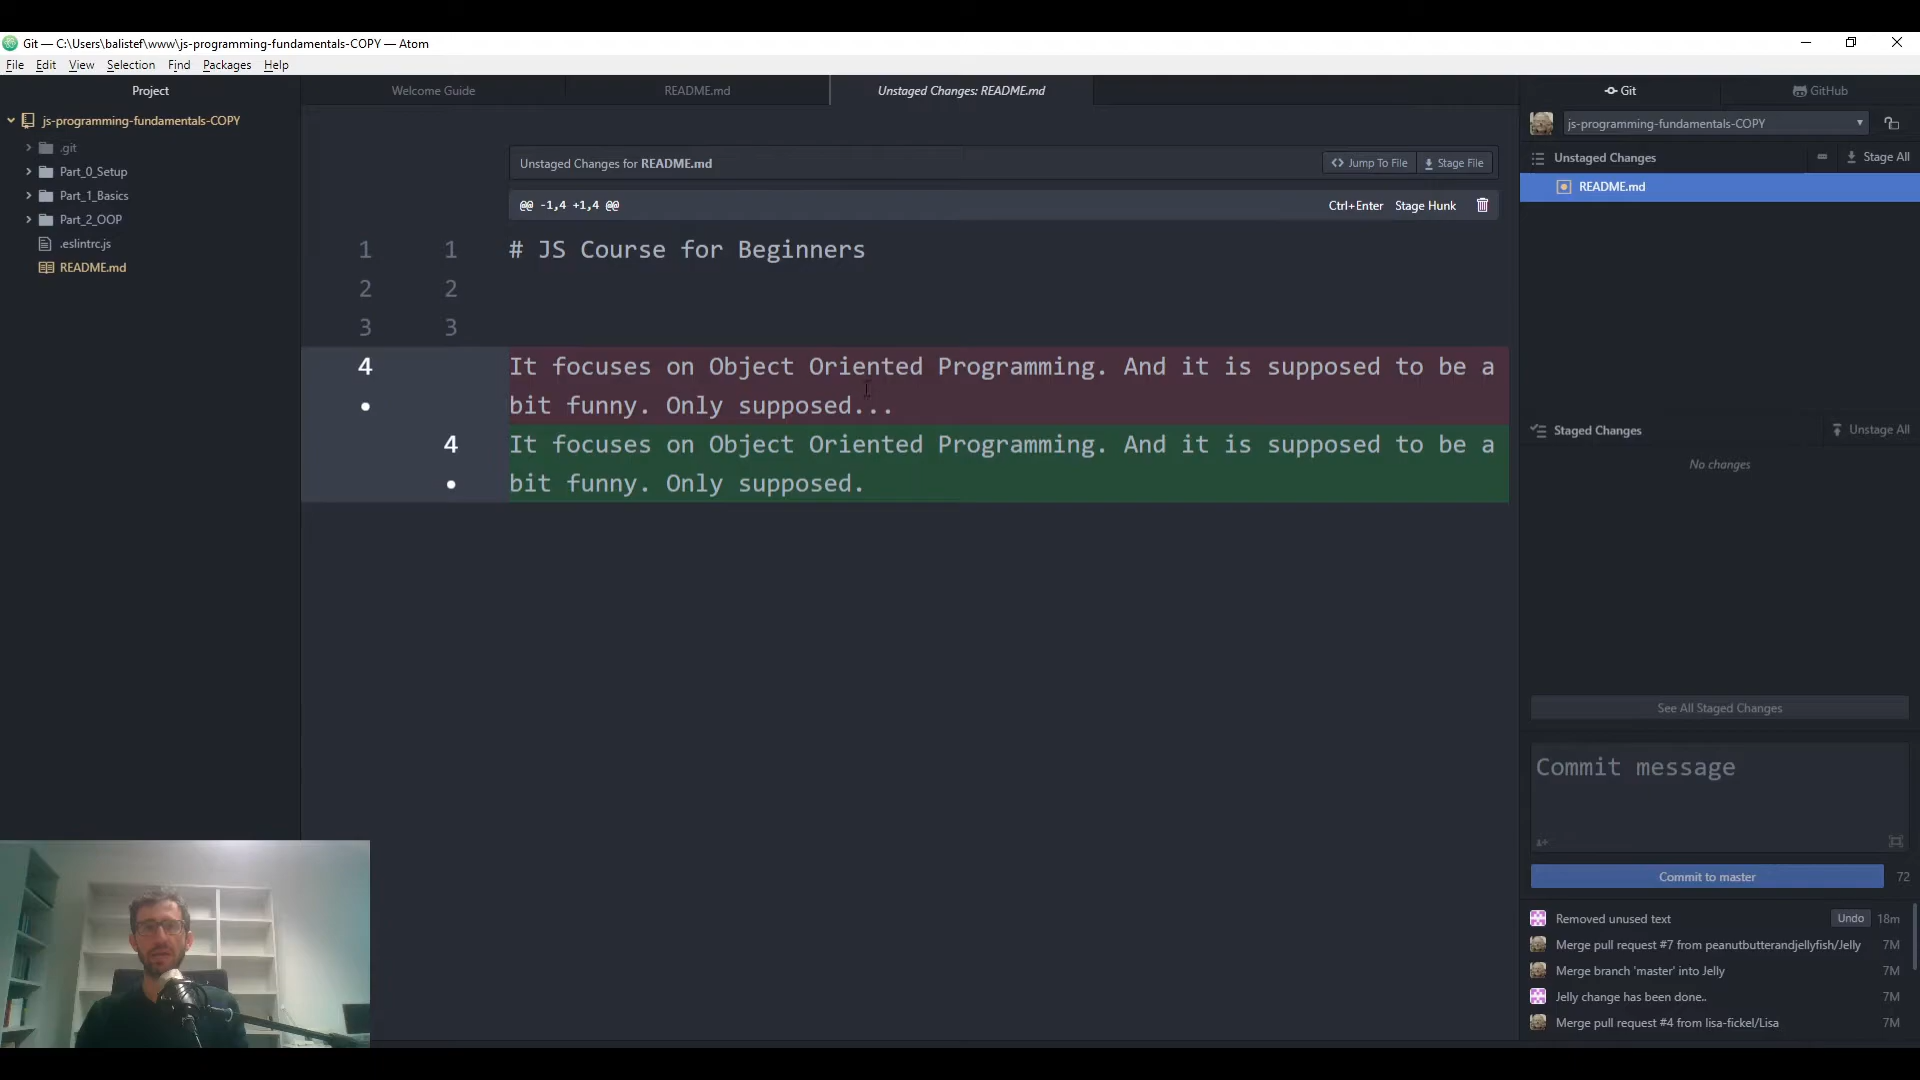 Git — C:\Users\balistef\www\js-programming-fundamentals-COPY — Atom
File Edit View Selection Find Packages Help
Project
js-programming-fundamentals-COPY
.git
Part_0_Setup
Part_1_Basics
Part_2_OOP
.eslintrc.js
README.md
Welcome Guide
README.md
Unstaged Changes: README.md
Unstaged Changes for README.md
Jump To File
Stage File
@@ -1,4 +1,4 @@
Ctrl+Enter Stage Hunk
1 1 # JS Course for Beginners
2 2
3 3
4 It focuses on Object Oriented Programming. And it is supposed to be a
bit funny. Only supposed...
4 It focuses on Object Oriented Programming. And it is supposed to be a
bit funny. Only supposed.
Git
GitHub
js-programming-fundamentals-COPY
Unstaged Changes
Stage All
README.md
Staged Changes
Unstage All
No changes
See All Staged Changes
Commit message
Commit to master
72
Removed unused text Undo 18m
Merge pull request #7 from peanutbutterandjellyfish/Jelly 7M
Merge branch 'master' into Jelly 7M
Jelly change has been done.. 7M
Merge pull request #4 from lisa-fickel/Lisa 7M